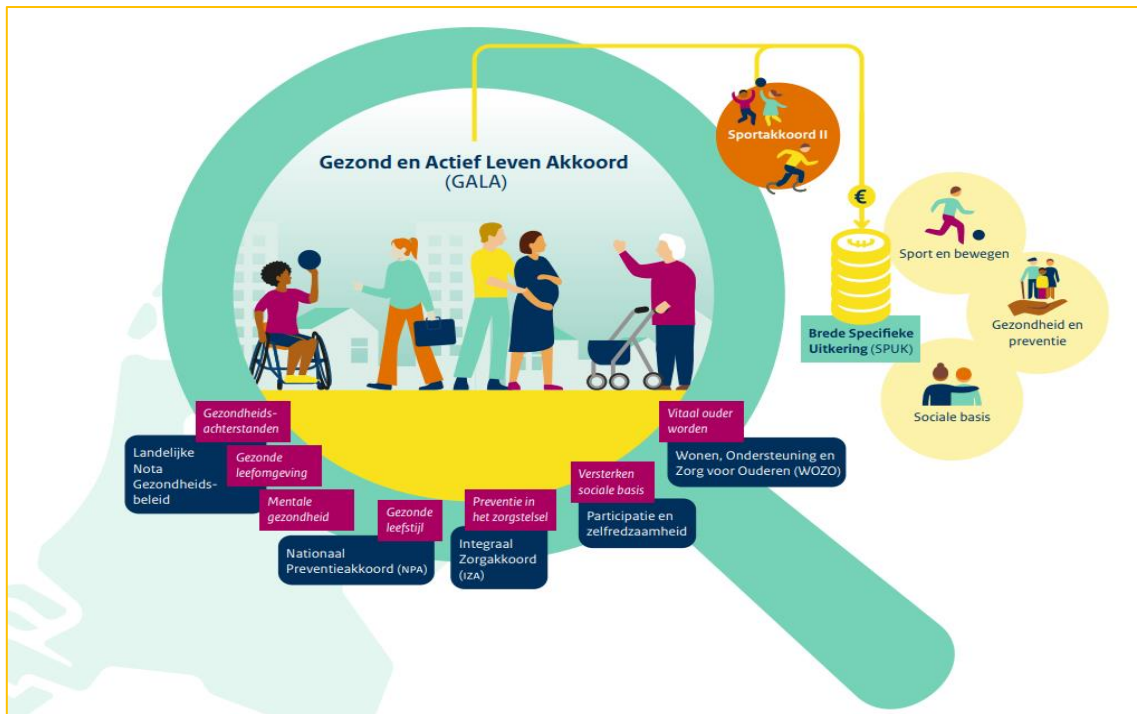 Gezond en Actief Leven Akkoord
(GALA)
Sportakkoord II
€
Sport en bewegen
Gezondheid en
preventie
Brede Specifieke
Uitkering (SPUK)
Sociale basis
Gezondheids-
achterstanden
Landelijke
Nota
Gezondheids-
beleid
Gezonde
leefomgeving
Mentale
gezondheid
Gezonde
leefstijl
Nationaal
Preventieakkoord (NPA)
Preventie in
het zorgstelsel
Integraal
Zorgakkoord
(IZA)
Versterken
sociale basis
Participatie en
zelfredzaamheid
Vitaal ouder
worden
Wonen, Ondersteuning en
Zorg voor Ouderen (WOZO)